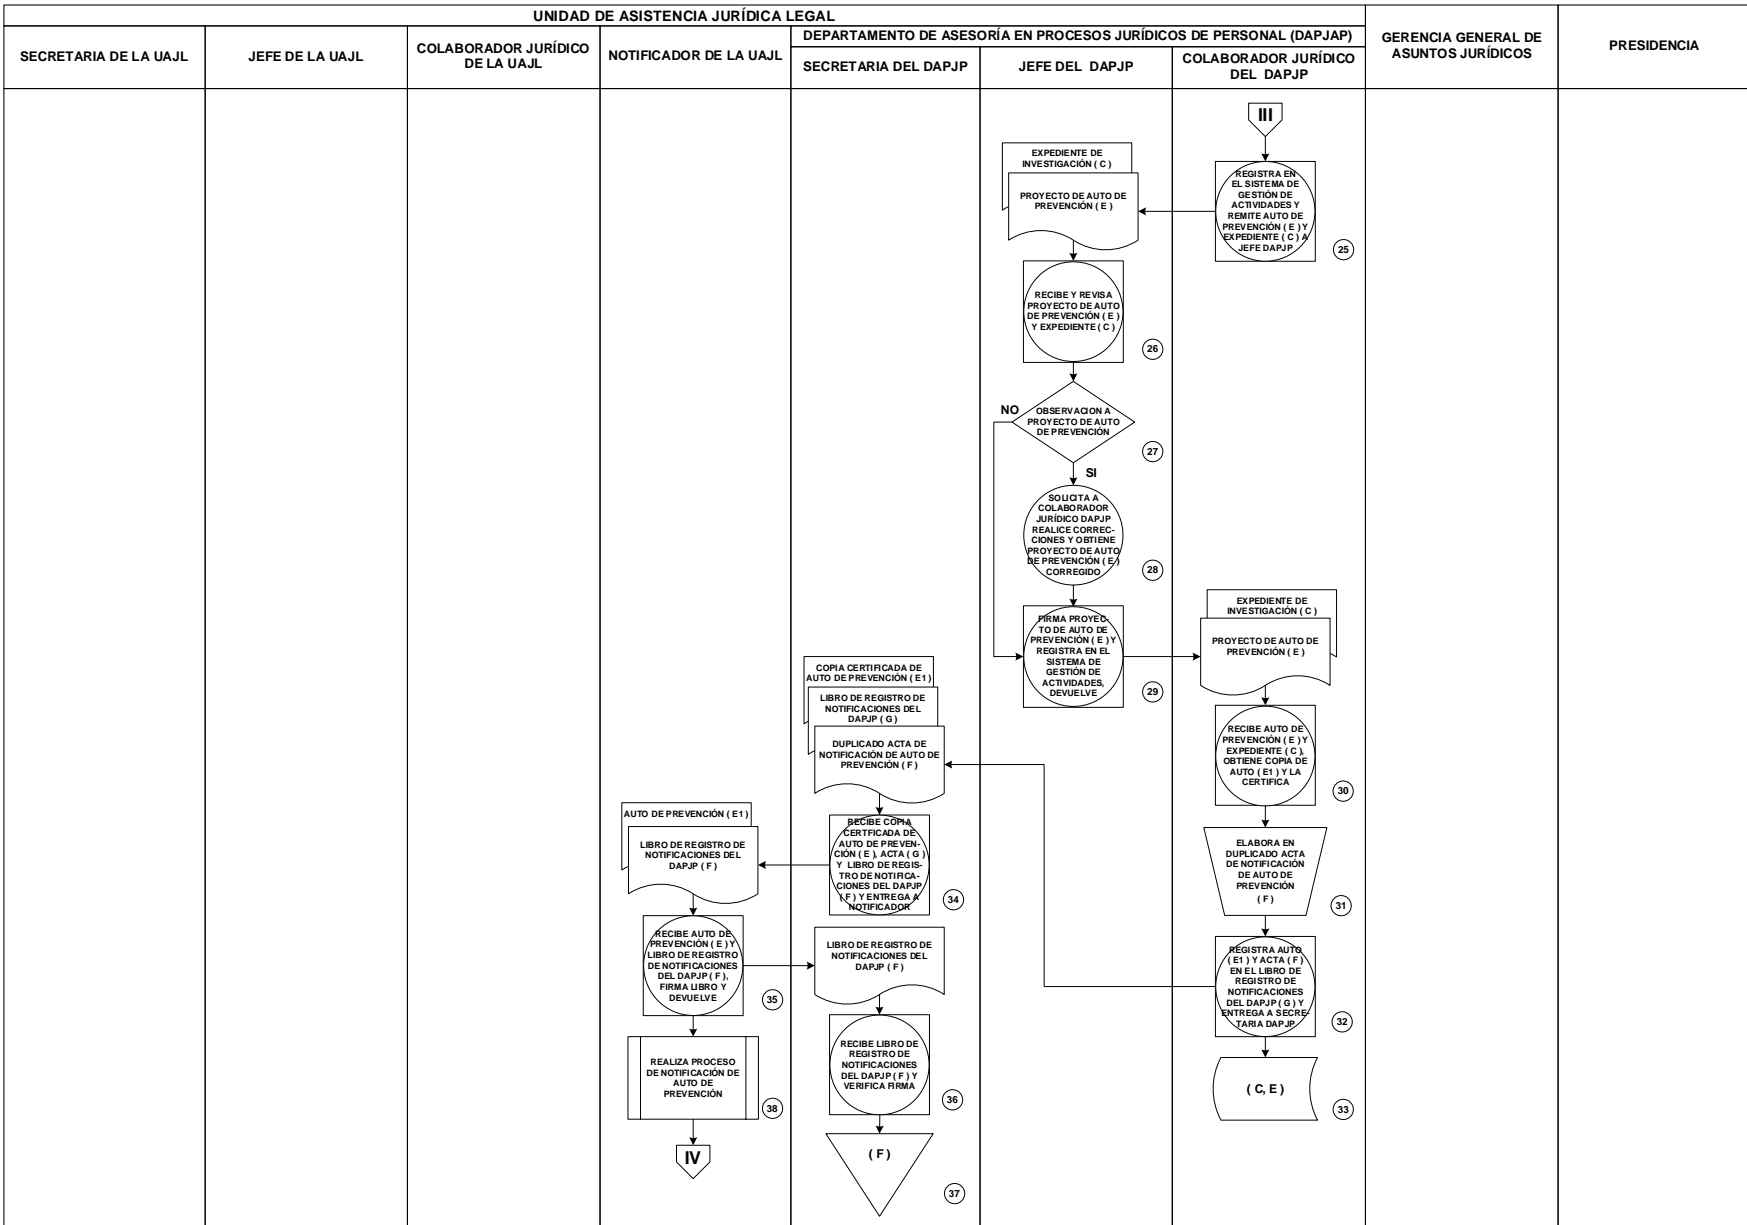 UNIDAD DE ASISTENCIA JURÍDICA LEGAL
SECRETARIA DE LA UAJL
JEFE DE LA UAJL
COLABORADOR JURÍDICO
DE LA UAJL
NOTIFICADOR DE LA UAJL
DEPARTAMENTO DE ASESORÍA EN PROCESOS JURÍDICOS DE PERSONAL (DAPJAP)
SECRETARIA DEL DAPJP
JEFE DEL DAPJP
COLABORADOR JURÍDICO
DEL DAPJP
GERENCIA GENERAL DE
ASUNTOS JURÍDICOS
PRESIDENCIA
III
REGISTRA EN
EL SISTEMA DE
GESTIÓN DE
ACTIVIDADES Y
REMITE AUTO DE
PREVENCIÓN ( E ) Y
EXPEDIENTE ( C ) A
JEFE DAPJP
25
EXPEDIENTE DE
INVESTIGACIÓN ( C )
PROYECTO DE AUTO DE
PREVENCIÓN ( E )
RECIBE Y REVISA
PROYECTO DE AUTO
DE PREVENCIÓN ( E )
Y EXPEDIENTE ( C )
26
OBSERVACION A
PROYECTO DE AUTO
DE PREVENCIÓN
NO
27
SI
SOLICITA A
COLABORADOR
JURÍDICO DAPJP
REALICE CORREC-
CIONES Y OBTIENE
PROYECTO DE AUTO
DE PREVENCIÓN ( E )
CORREGIDO
28
FIRMA PROYEC-
TO DE AUTO DE
PREVENCIÓN ( E ) Y
REGISTRA EN EL
SISTEMA DE
GESTIÓN DE
ACTIVIDADES,
DEVUELVE
29
EXPEDIENTE DE
INVESTIGACIÓN ( C )
PROYECTO DE AUTO DE
PREVENCIÓN ( E )
RECIBE AUTO DE
PREVENCIÓN ( E ) Y
EXPEDIENTE ( C ),
OBTIENE COPIA DE
AUTO ( E1 ) Y LA
CERTIFICA
30
ELABORA EN
DUPLICADO ACTA
DE NOTIFICACIÓN
DE AUTO DE
PREVENCIÓN
( F )
31
REGISTRA AUTO
( E1 ) Y ACTA ( F )
EN EL LIBRO DE
REGISTRO DE
NOTIFICACIONES
DEL DAPJP ( G ) Y
ENTREGA A SECRE-
TARIA DAPJP
32
( C, E )
33
COPIA CERTIFICADA DE
AUTO DE PREVENCIÓN ( E1 )
LIBRO DE REGISTRO DE
NOTIFICACIONES DEL
DAPJP ( G )
DUPLICADO ACTA DE
NOTIFICACIÓN DE AUTO DE
PREVENCIÓN ( F )
RECIBE COPIA
CERTFICADA DE
AUTO DE PREVEN-
CIÓN ( E ), ACTA ( G )
Y LIBRO DE REGIS-
TRO DE NOTIFICA-
CIONES DEL DAPJP
( F ) Y ENTREGA A
NOTIFICADOR
34
AUTO DE PREVENCIÓN ( E1 )
LIBRO DE REGISTRO DE
NOTIFICACIONES DEL
DAPJP ( F )
RECIBE AUTO DE
PREVENCIÓN ( E ) Y
LIBRO DE REGISTRO
DE NOTIFICACIONES
DEL DAPJP ( F ),
FIRMA LIBRO Y
DEVUELVE
35
LIBRO DE REGISTRO DE
NOTIFICACIONES DEL
DAPJP ( F )
RECIBE LIBRO DE
REGISTRO DE
NOTIFICACIONES
DEL DAPJP ( F ) Y
VERIFICA FIRMA
36
( F )
37
REALIZA PROCESO
DE NOTIFICACIÓN DE
AUTO DE
PREVENCIÓN
38
IV